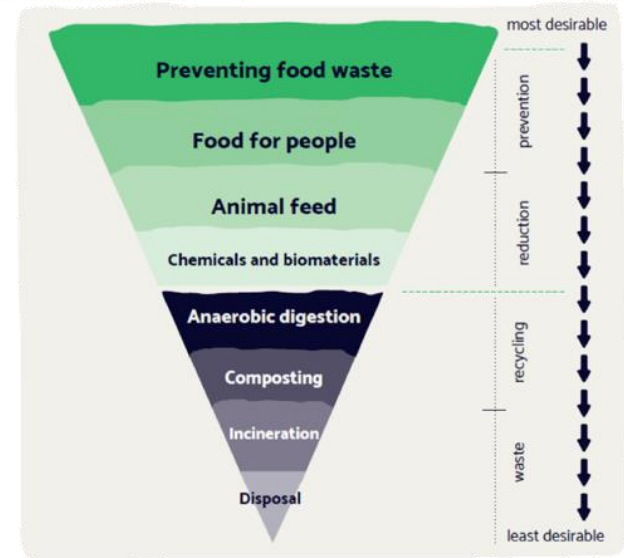 most desirable
Preventing food waste
prevention
Food for people
Animal feed
reduction
Chemicals and biomaterials
Anaerobic digestion
recycling
Composting
Incineration
waste
Disposal
least desirable